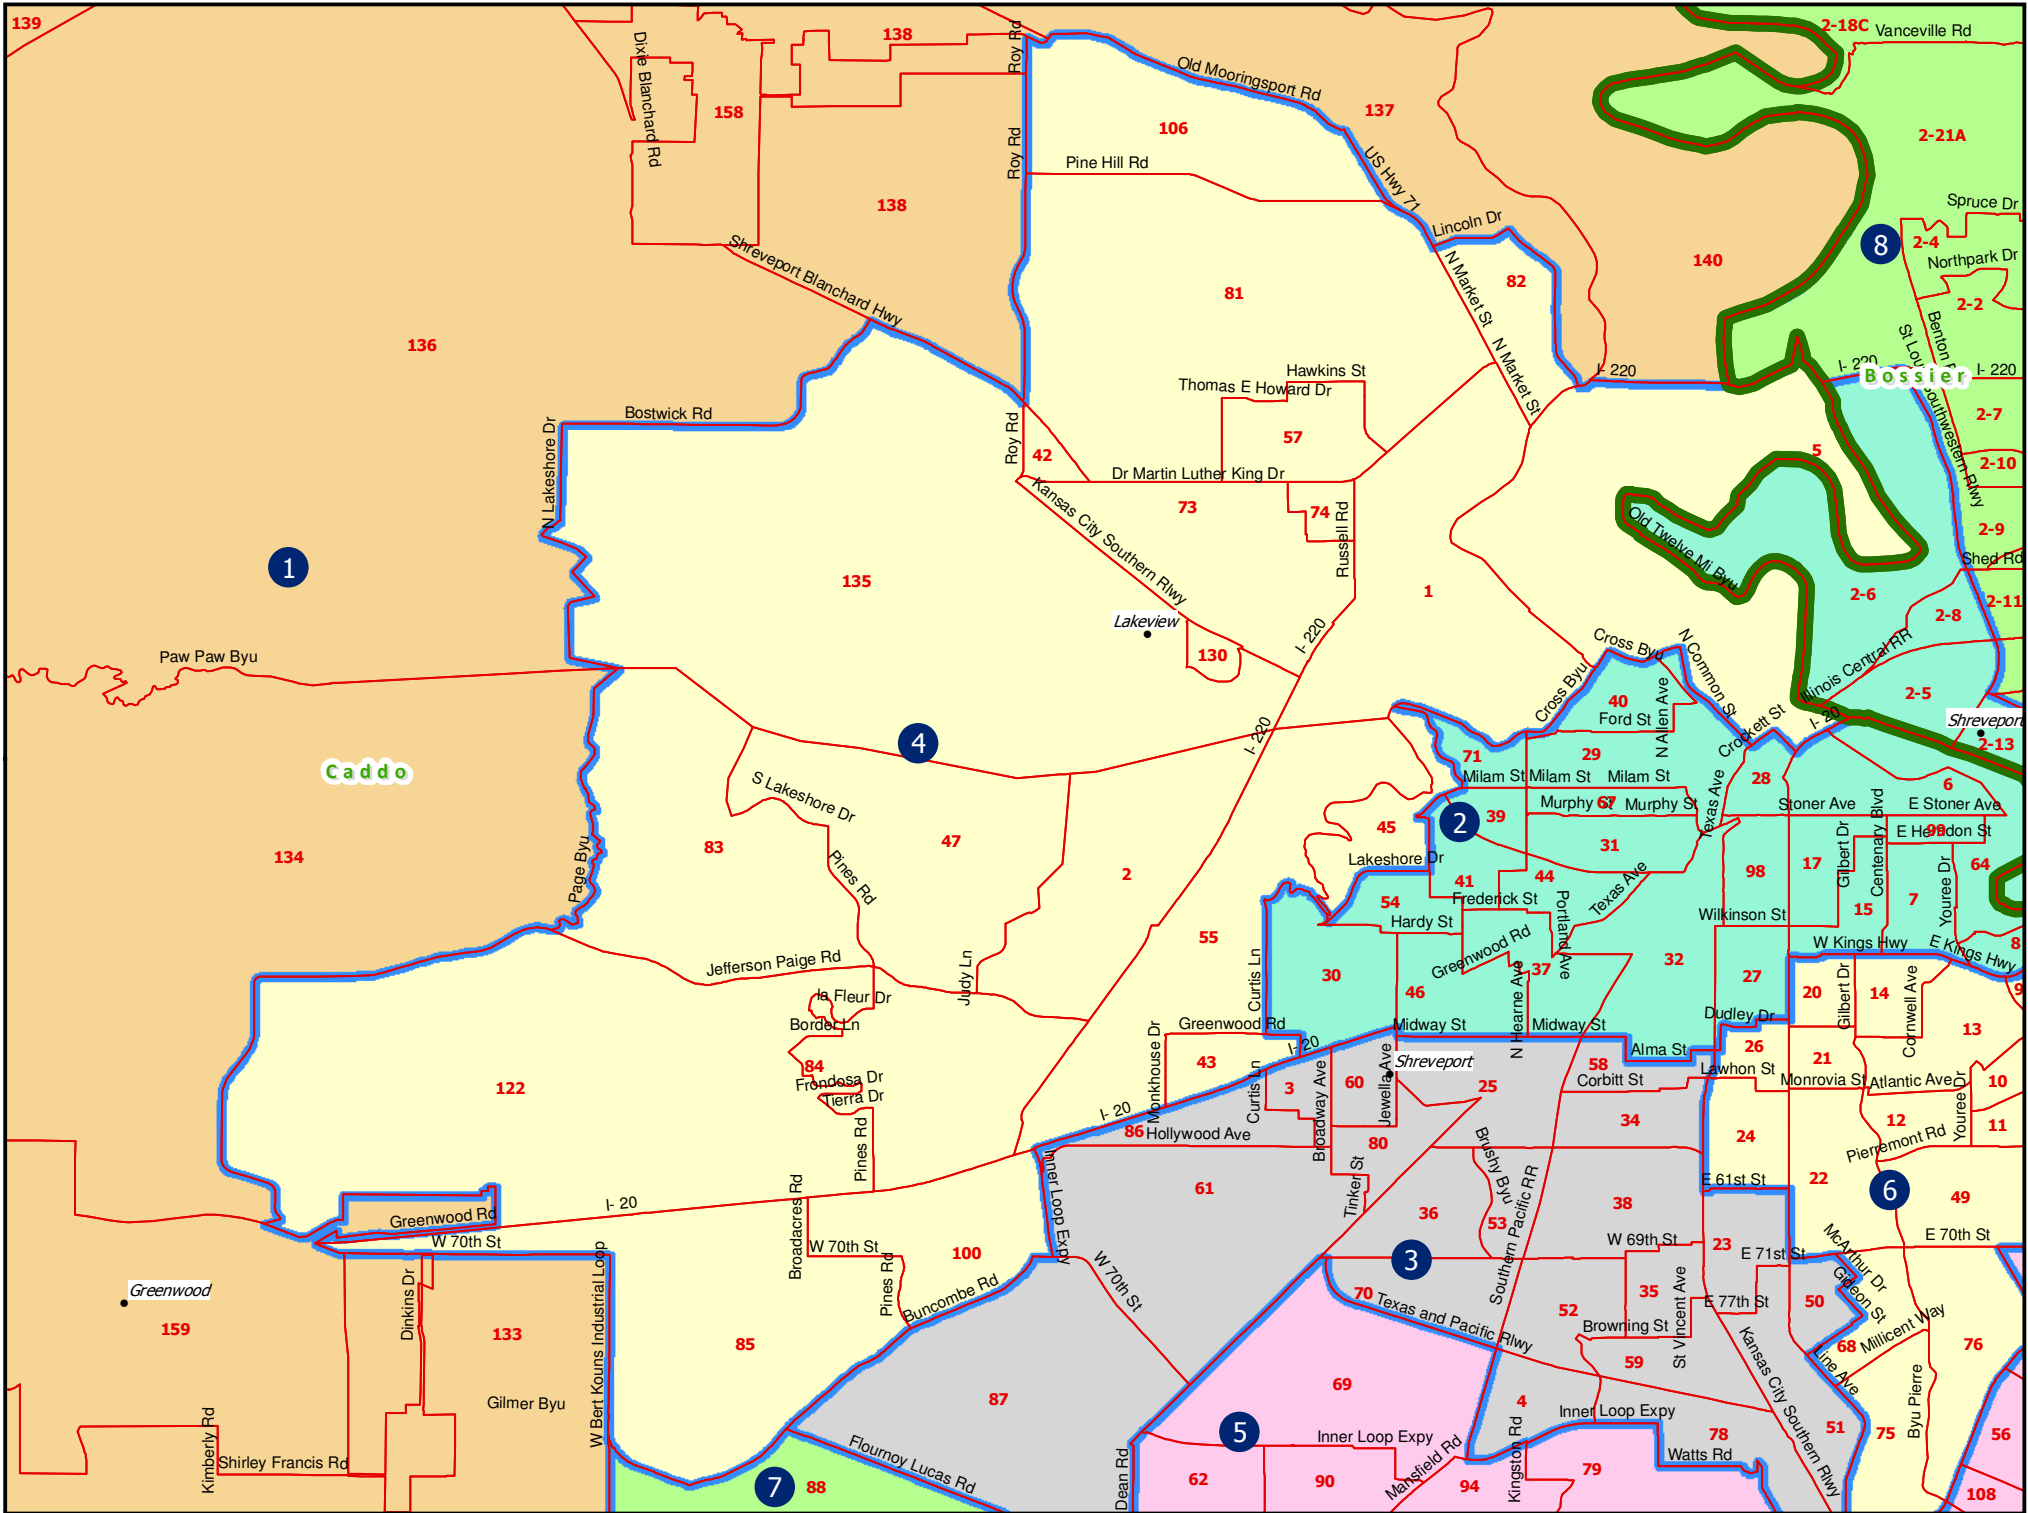 139
138
2-18C
Vanceville Rd
Dixie Blanchard Rd
Roy Rd
Old Mooringsport Rd
158
106
137
2-21A
Pine Hill Rd
Roy Rd
US Hwy 71
138
Spruce Dr
Lincoln Dr
8
2-4
Shreveport Blanchard Hwy
Northpark Dr
140
82
N Market St
81
2-2
136
N Market St
I- 220
I- 220
Bossier
I- 220
Hawkins St
Thomas E Howard Dr
Bostwick Rd
2-7
57
Roy Rd
42
5
2-10
N Lakeshore Dr
Dr Martin Luther King Dr
73
74
Kansas City Southern Rlwy
Russell Rd
Old Twelve Mi Byu
2-9
Shed Rd
1
135
1
2-6
2-11
2-8
Lakeview
I- 220
130
Cross Byu
N Common St
Illinois Central RR
Paw Paw Byu
Cross Byu
40
2-5
Ford St
N Allen Ave
Crockett St
I- 20
Shreveport
4
I- 220
71
29
2-13
Caddo
Milam St
Milam St
Milam St
28
6
S Lakeshore Dr
Murphy St
67
Murphy St
Texas Ave
Stoner Ave
Centenary Blvd
E Stoner Ave
45
2
39
99
E Herndon St
83
47
31
Lakeshore Dr
134
Page Byu
Pines Rd
2
41
44
98
17
Gilbert Dr
64
54
Frederick St
Portland Ave
Texas Ave
15
7
Youree Dr
Hardy St
Wilkinson St
55
Greenwood Rd
W Kings Hwy
E Kings Hwy
8
Jefferson Paige Rd
30
37
32
27
Judy Ln
Curtis Ln
46
20
Gilbert Dr
14
9
la Fleur Dr
Border Ln
Greenwood Rd
Midway St
N Hearne Ave
Midway St
Dudley Dr
Cornwell Ave
13
I- 20
Alma St
26
21
84
43
Shreveport
58
Lawhon St
Frondosa Dr
Monkhouse Dr
Curtis Ln
3
60
Jewella Ave
25
Corbitt St
Monrovia St
Atlantic Ave
10
122
Tierra Dr
I- 20
Broadway Ave
34
12
Youree Dr
11
86
Hollywood Ave
80
24
Pierremont Rd
Pines Rd
Inner Loop Expy
Brushy Byu
61
Tinker St
E 61st St
22
6
49
I- 20
Broadacres Rd
38
Greenwood Rd
36
53
Southern Pacific RR
W 70th St
W 70th St
100
W 70th St
3
W 69th St
23
E 71st St
McArthur Dr
E 70th St
Greenwood
Dinkins Dr
W Bert Kouns Industrial Loop
Pines Rd
Buncombe Rd
70
Texas and Pacific Rlwy
52
35
St Vincent Ave
E 77th St
50
Gideon St
159
133
85
Browning St
68
Millicent Way
76
59
Line Ave
Gilmer Byu
87
69
4
Kansas City Southern Rlwy
Byu Pierre
Kimberly Rd
5
Inner Loop Expy
Inner Loop Expy
78
51
75
56
Shirley Francis Rd
Flournoy Lucas Rd
Dean Rd
62
90
Mansfield Rd
94
Kingston Rd
79
Watts Rd
7
88
108